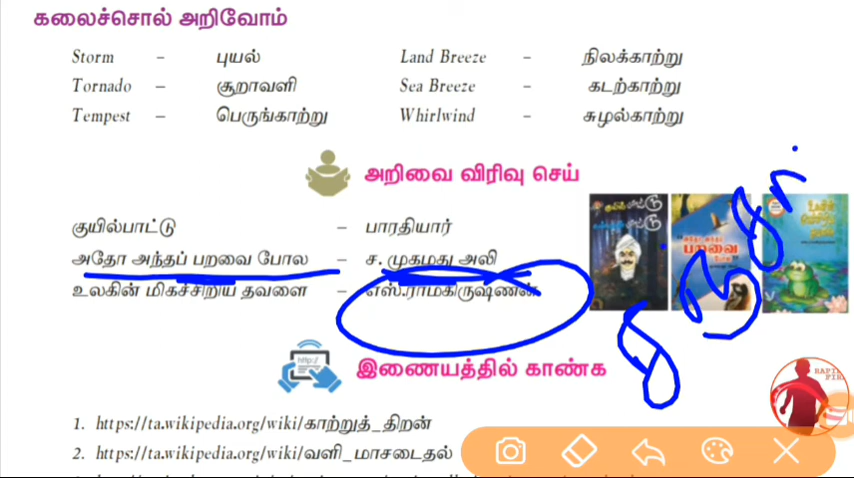 கலைச்சொல் அறிவோம்
Storm – புயல் Land Breeze – நிலக்காற்று
Tornado – சூறாவளி Sea Breeze – கடற்காற்று
Tempest – பெருங்காற்று Whirlwind – சுழல்காற்று
அறிவை விரிவு செய்
குயில்பாட்டு – பாரதியார்
அதோ அந்தப் பறவை போல – ச. முகமது அலி
உலகின் மிகச்சிறிய தவளை – எஸ்.ராமகிருஷ்ணன்
பறவை
http://
இணையத்தில் காண்க
1. https://ta.wikipedia.org/wiki/காற்றுத்_திறன்
2. https://ta.wikipedia.org/wiki/வளி_மாசடைதல்